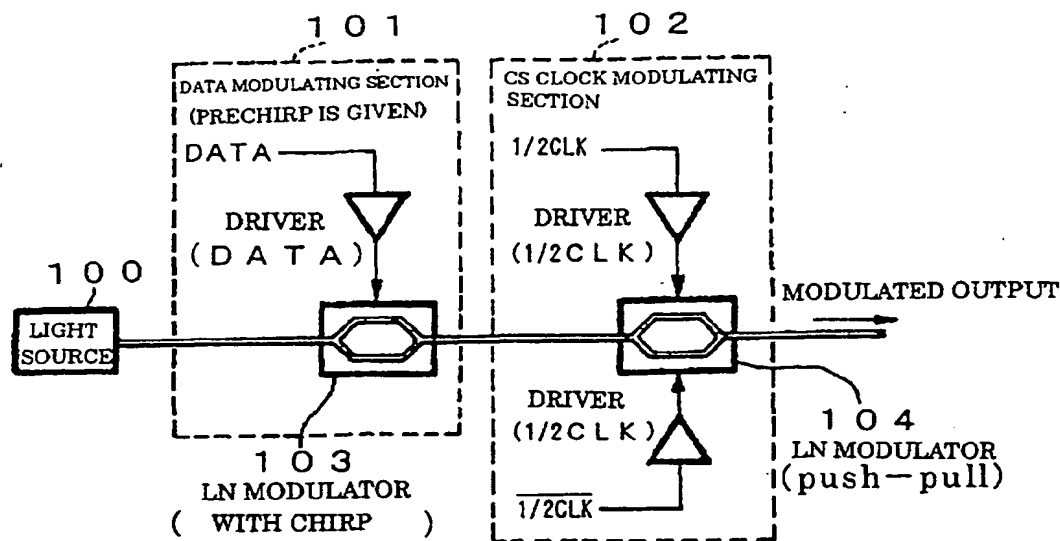 101
102
DATA MODULATING SECTION
(PRECHIRP IS GIVEN)
DATA
DRIVER
(DATA)
CS CLOCK MODULATING
SECTION
1/2CLK
DRIVER
(1/2CLK)
100
LIGHT
SOURCE
MODULATED OUTPUT
DRIVER
(1/2CLK)
1/2CLK
103
LN MODULATOR
( WITH CHIRP )
104
LN MODULATOR
(push-pull)